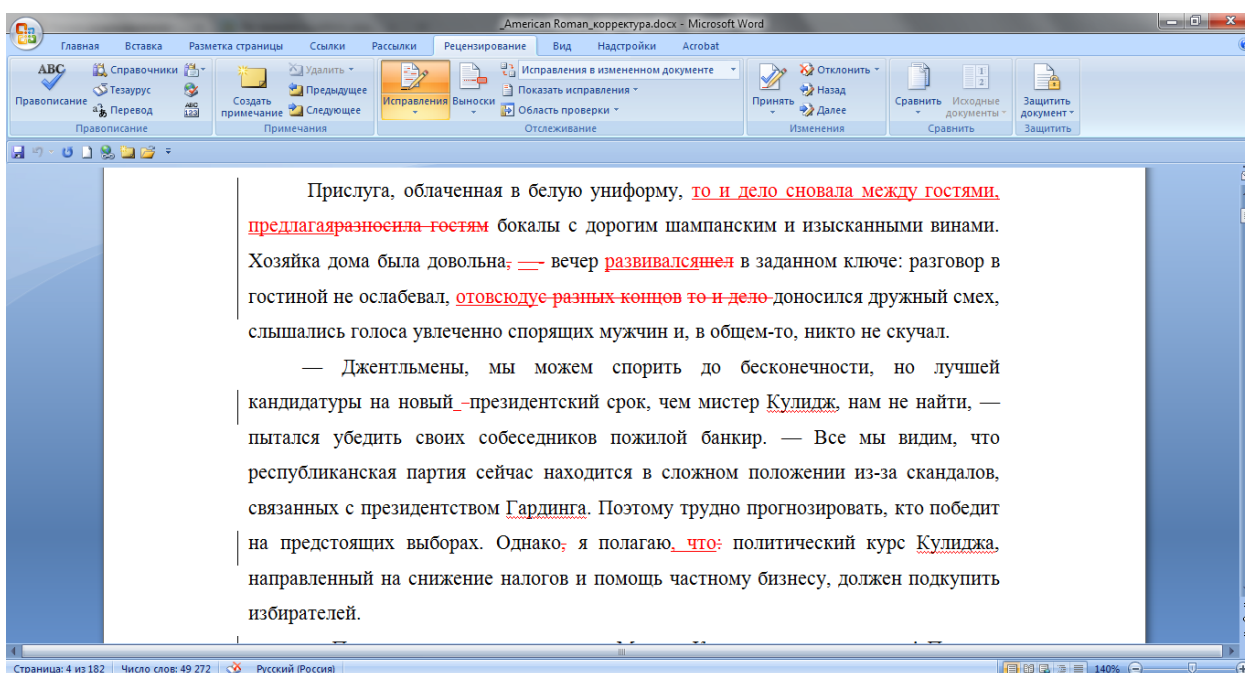 _American Roman_корректура.docx - Microsoft Word
Главная Вставка Разметка страницы Ссылки Рассылки Рецензирование Вид Надстройки Acrobat
ABC Правописание
Справочники
Тезаурус
Перевод
ABC 123
Правописание
Создать примечание
Удалить
Предыдущее
Следующее
Примечания
Исправления
Выноски
Исправления в измененном документе
Показать исправления
Область проверки
Отслеживание
Принять
Отклонить
Назад
Далее
Изменения
Сравнить
Исходные документы
Сравнить
Защитить документ
Защитить
Прислуга, облаченная в белую униформу, то и дело сновала между гостями,
предлагаяразносила гостям бокалы с дорогим шампанским и изысканными винами.
Хозяйка дома была довольна, — - вечер развивалсяшел в заданном ключе: разговор в
гостиной не ослабевал, отовсюдус разных концов то и дело доносился дружный смех,
слышались голоса увлеченно спорящих мужчин и, в общем-то, никто не скучал.
— Джентльмены, мы можем спорить до бесконечности, но лучшей
кандидатуры на новый -президентский срок, чем мистер Кулидж, нам не найти, —
пытался убедить своих собеседников пожилой банкир. — Все мы видим, что
республиканская партия сейчас находится в сложном положении из-за скандалов,
связанных с президентством Гардинга. Поэтому трудно прогнозировать, кто победит
на предстоящих выборах. Однако, я полагаю, что: политический курс Кулиджа,
направленный на снижение налогов и помощь частному бизнесу, должен подкупить
избирателей.
Страница: 4 из 182 Число слов: 49 272 Русский (Россия) 140%